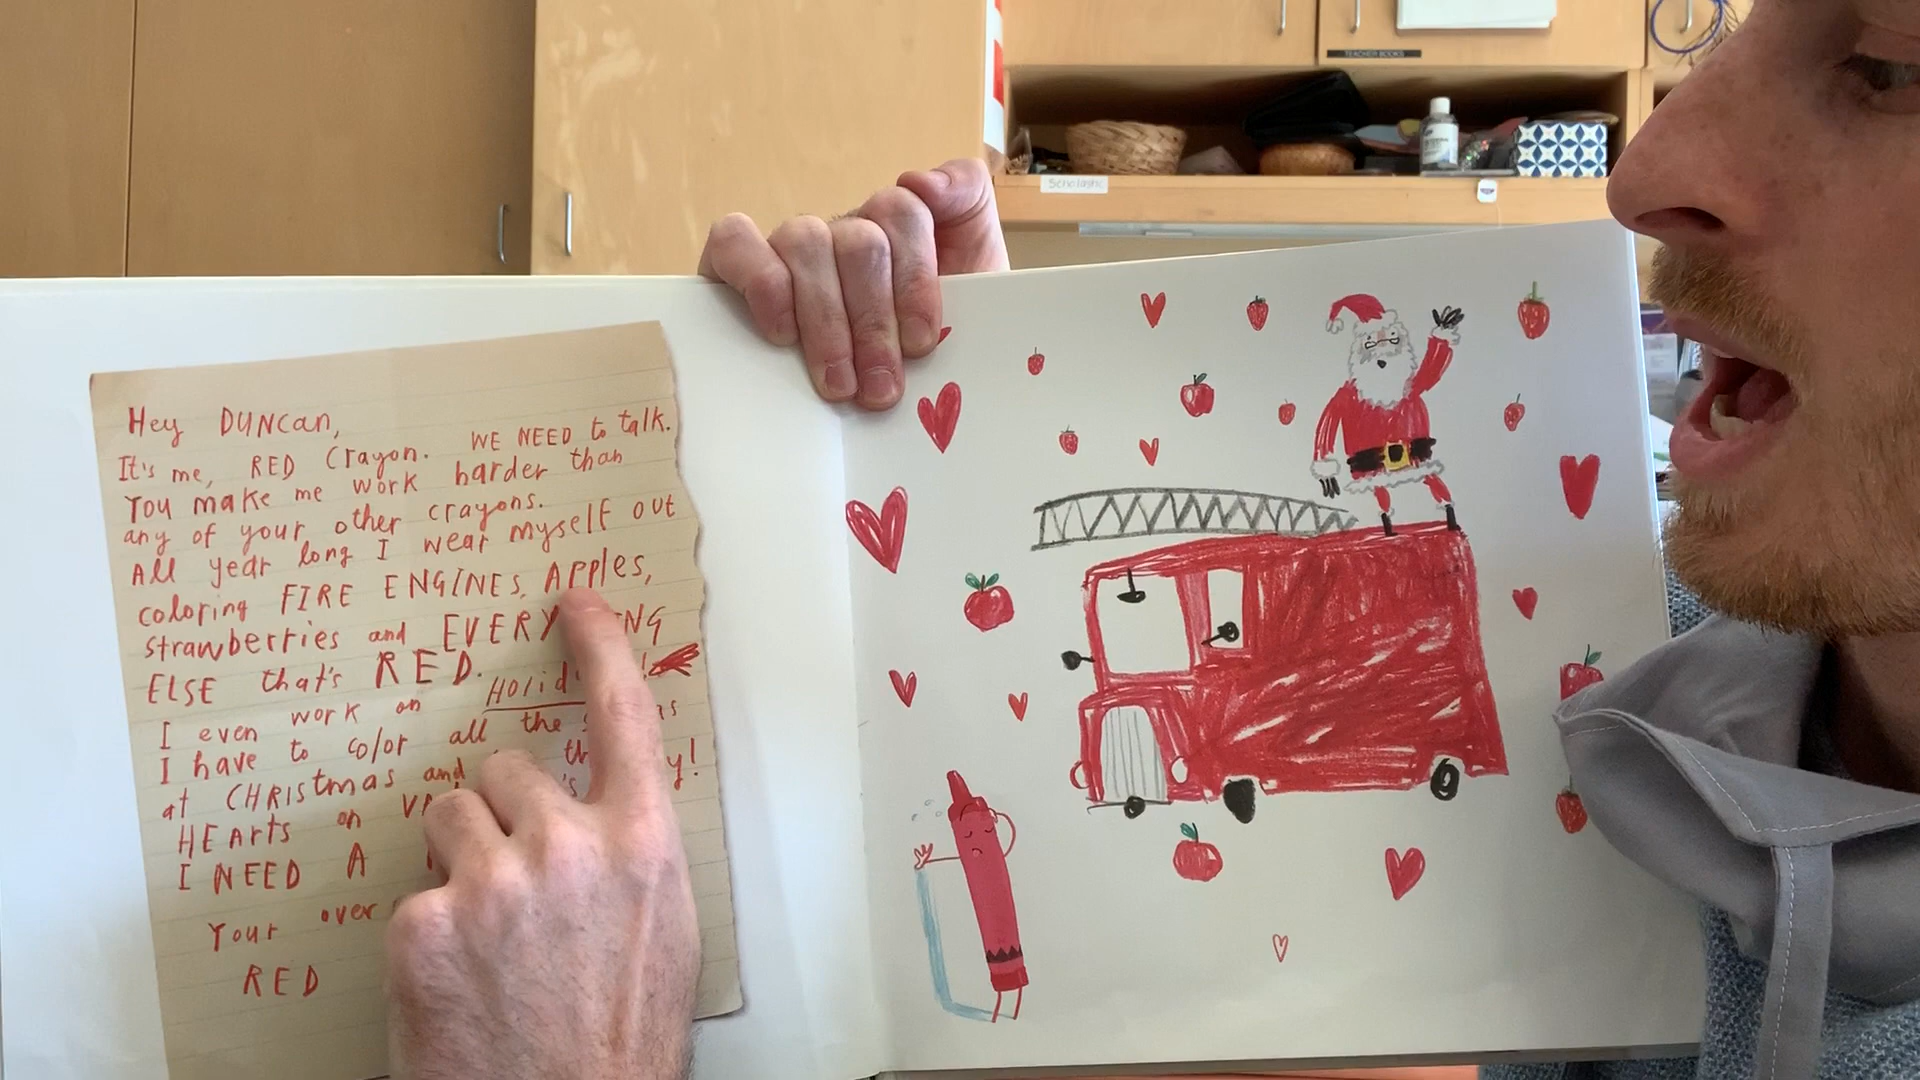 TEACHER BOOKS
Scholastic
Hey DUNCan,
It's me, RED Crayon. WE NEED to talk.
You make me work harder than
any of your other crayons.
All year long I wear myself out
coloring FIRE ENGINES, Apples,
strawberries and
ELSE that's RED.
I even work on
I have to color all the
at CHRistmas and
HEArts on
I NEED A
Your over
RED